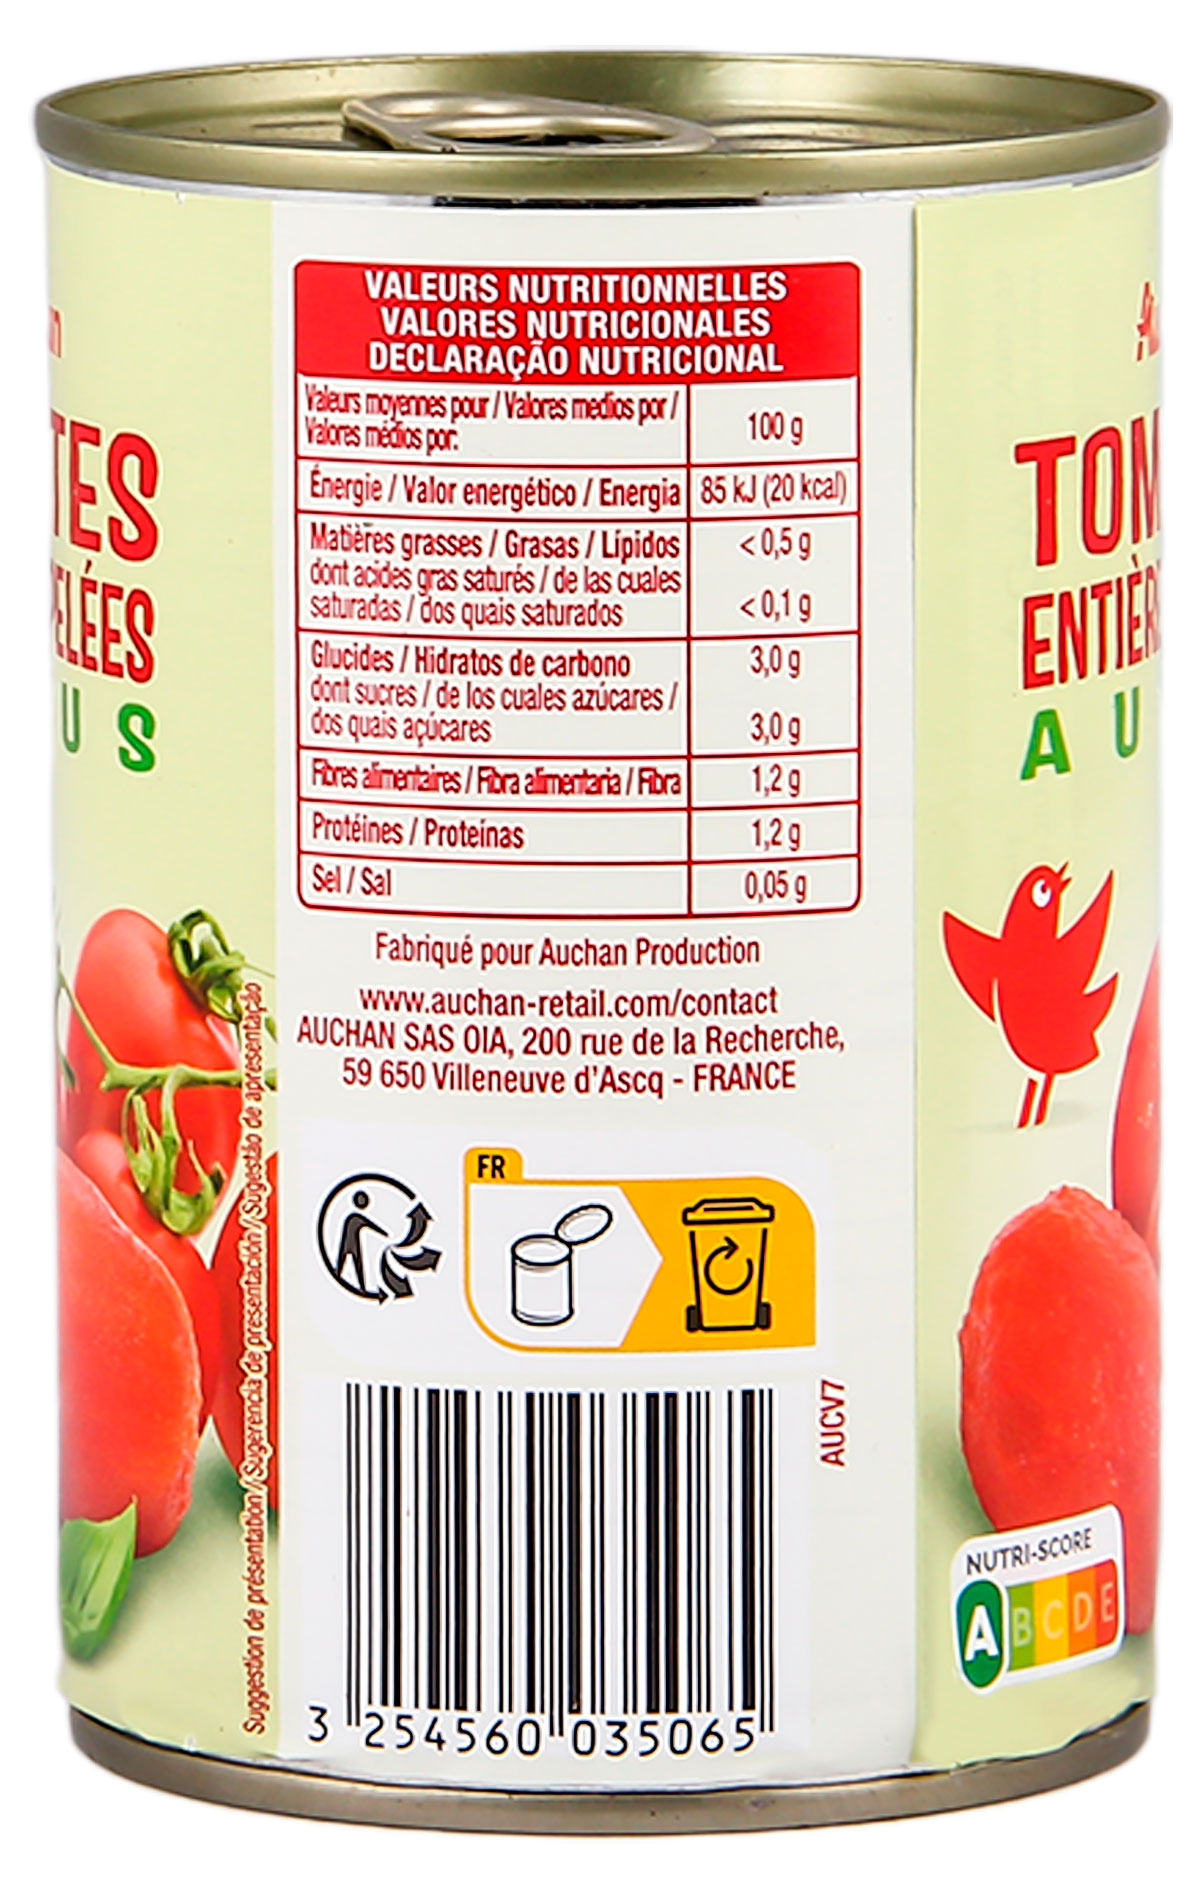 VALEURS NUTRITIONNELLES
VALORES NUTRICIONALES
DECLARAÇÃO NUTRICIONAL
Valeurs moyennes pour / Valores medios por /
Valores médios por:
100 g
Énergie / Valor energético / Energia
85 kJ (20 kcal)
Matières grasses / Grasas / Lípidos
< 0,5 g
dont acides gras saturés / de las cuales
saturadas / dos quais saturados
< 0,1 g
Glucides / Hidratos de carbono
3,0 g
dont sucres / de los cuales azúcares /
dos quais açúcares
3,0 g
Fibres alimentaires / Fibra alimentaria / Fibra
1,2 g
Protéines / Proteínas
1,2 g
Sel / Sal
0,05 g
Fabriqué pour Auchan Production
www.auchan-retail.com/contact
AUCHAN SAS OIA, 200 rue de la Recherche,
59 650 Villeneuve d'Ascq - FRANCE
FR
AUCV7
3 254560 035065
Suggestion de présentation / Sugerencia de presentación / Sugestão de apresentação
TES
ELÉES
U S
TOM
ENTIÈR
A U
NUTRI-SCORE
A B C D E